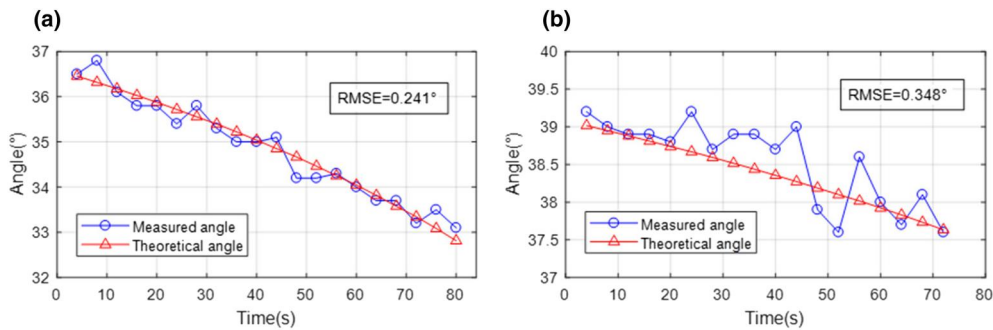 (a)
37
36
35
34
33
32
Angle(°)
RMSE=0.241°
Measured angle
Theoretical angle
0 10 20 30 40 50 60 70 80
Time(s)
(b)
40
39.5
39
38.5
38
37.5
37
Angle(°)
RMSE=0.348°
Measured angle
Theoretical angle
0 10 20 30 40 50 60 70 80
Time(s)